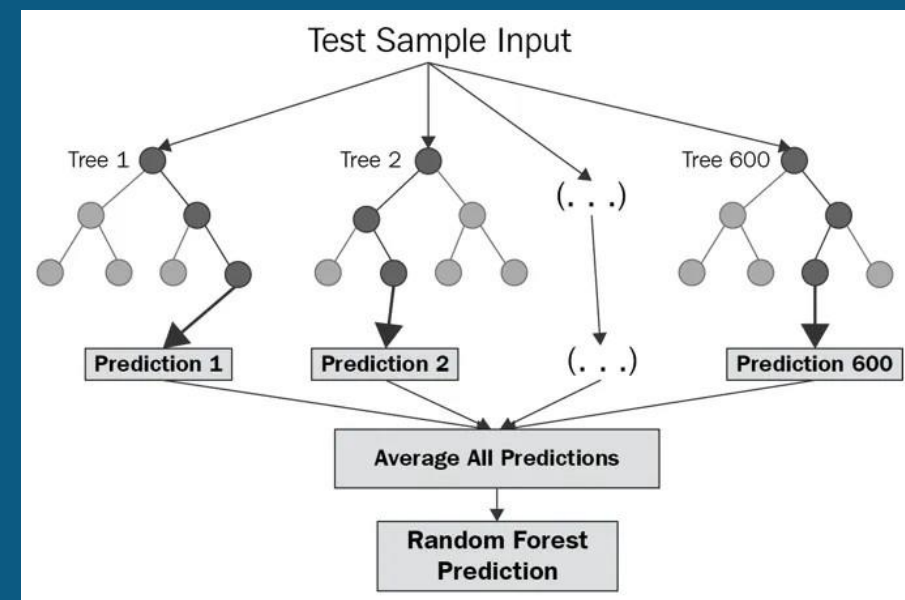 Test Sample Input
Tree 1
Tree 2
Tree 600
(. . .)
Prediction 1
Prediction 2
(. . .)
Prediction 600
Average All Predictions
Random Forest
Prediction